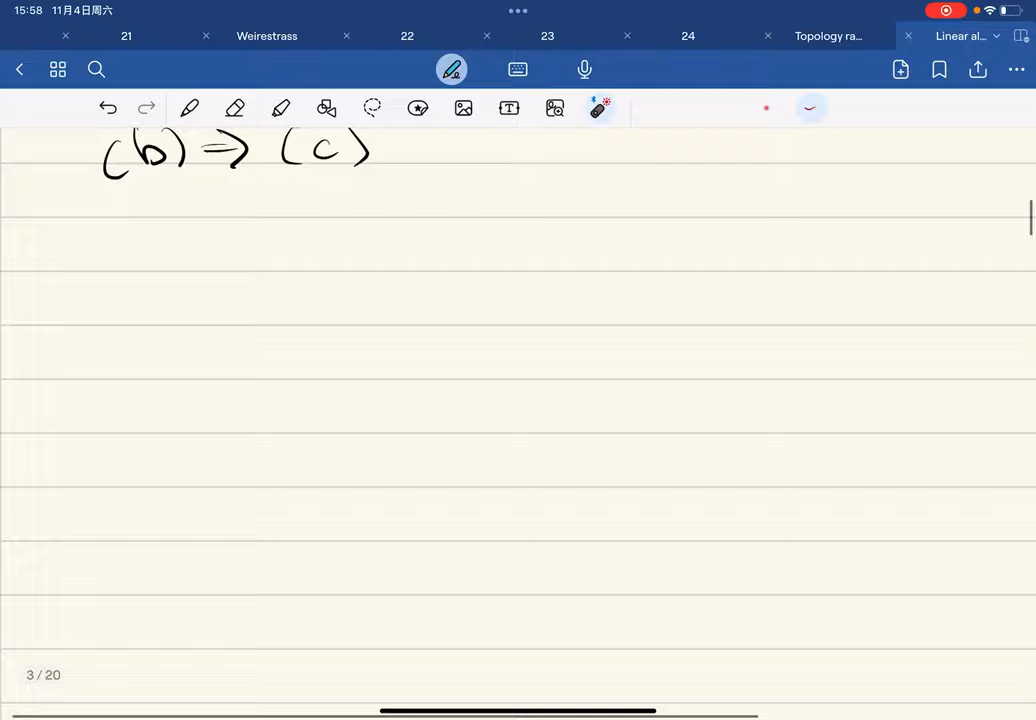 15:58 11月4日周六
21 Weirestrass 22 23 24 Topology ra... Linear al...
(b) ⇒ (c)
3 / 20